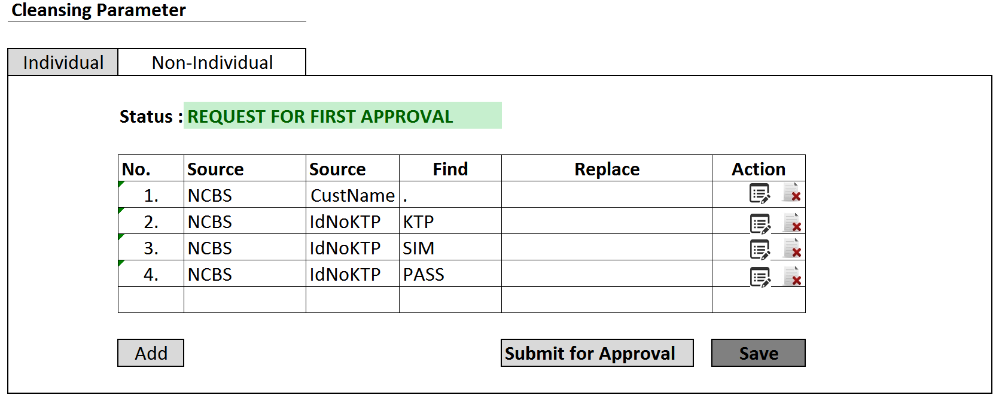 Cleansing Parameter
Individual Non-Individual
Status : REQUEST FOR FIRST APPROVAL
No. Source Source Find Replace Action
1. NCBS CustName .
2. NCBS IdNoKTP KTP
3. NCBS IdNoKTP SIM
4. NCBS IdNoKTP PASS
Add Submit for Approval Save